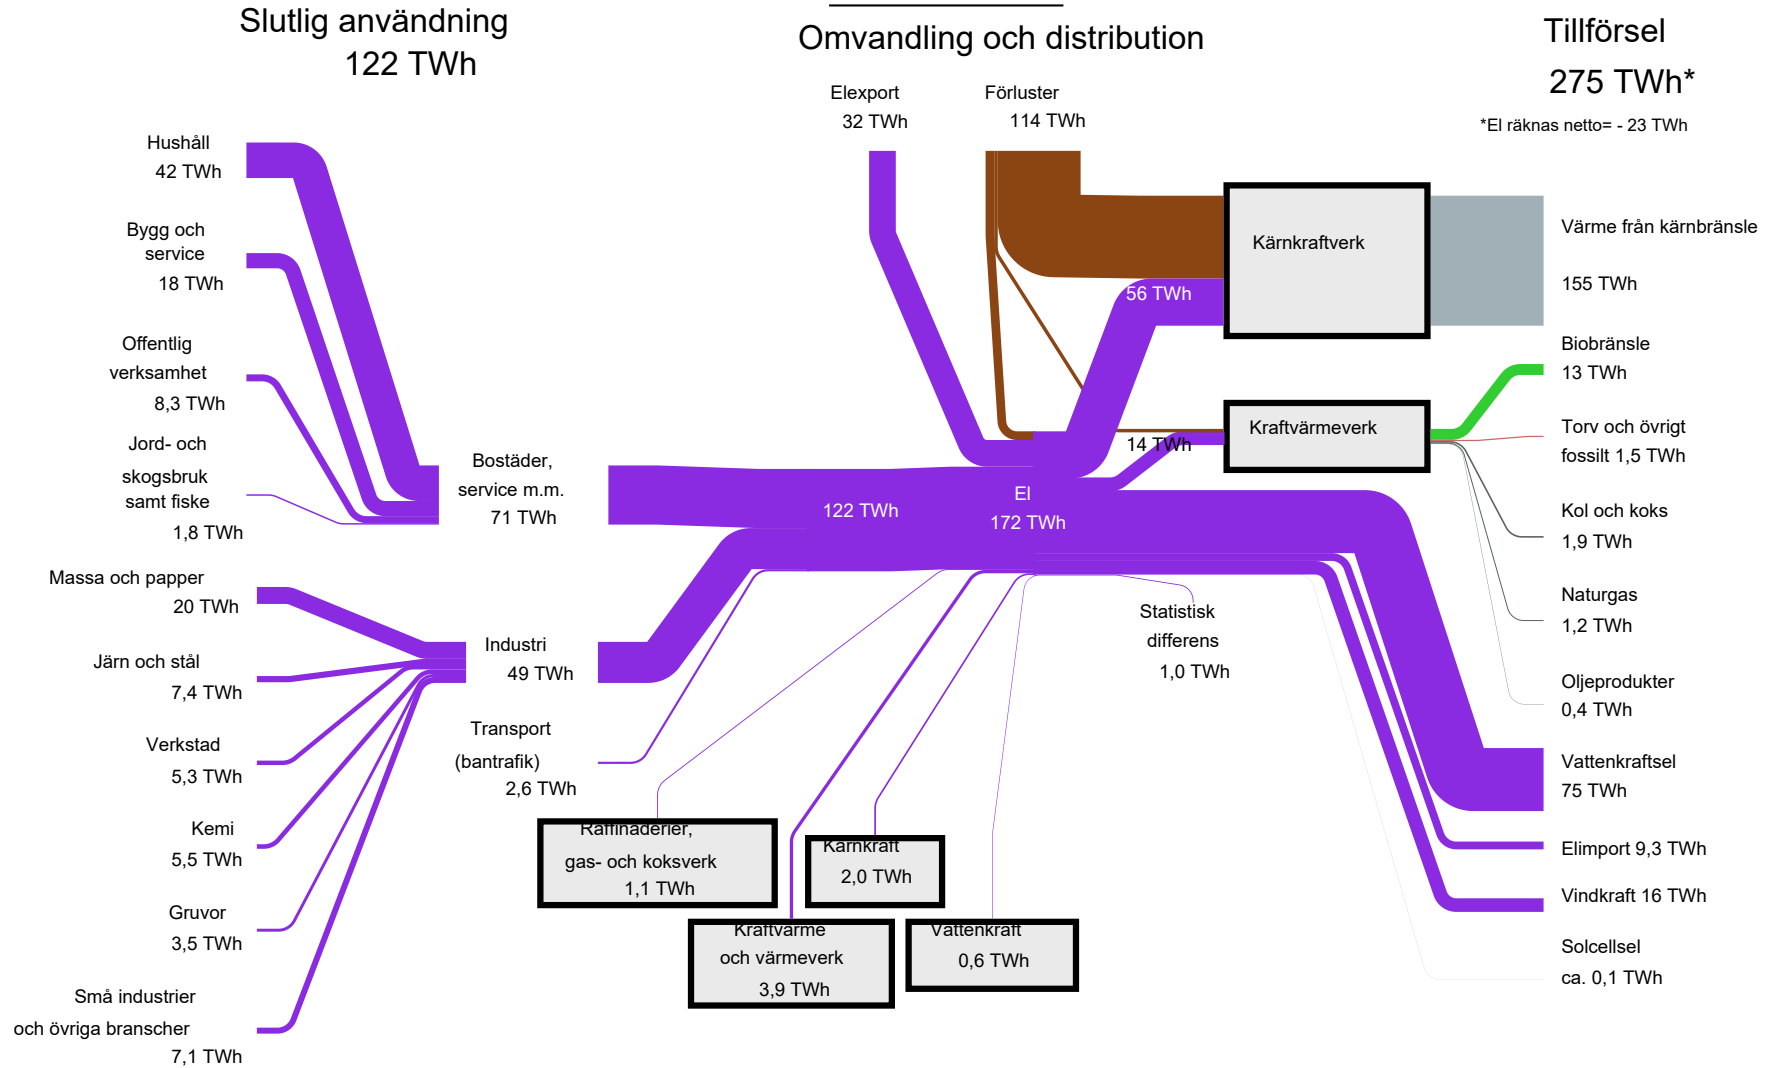 Slutlig användning
122 TWh
Omvandling och distribution
Tillförsel
275 TWh*
*El räknas netto= - 23 TWh
Elexport
32 TWh
Förluster
114 TWh
Hushåll
42 TWh
Bygg och
service
18 TWh
Offentlig
verksamhet
8,3 TWh
Jord- och
skogsbruk
samt fiske
1,8 TWh
Massa och papper
20 TWh
Järn och stål
7,4 TWh
Verkstad
5,3 TWh
Kemi
5,5 TWh
Gruvor
3,5 TWh
Små industrier
och övriga branscher
7,1 TWh
Bostäder,
service m.m.
71 TWh
Industri
49 TWh
Transport
(bantrafik)
2,6 TWh
122 TWh
El
172 TWh
56 TWh
14 TWh
Kärnkraftverk
Kraftvärmeverk
Statistisk
differens
1,0 TWh
Raffinaderier,
gas- och koksverk
1,1 TWh
Kärnkraft
2,0 TWh
Kraftvärme
och värmeverk
3,9 TWh
Vattenkraft
0,6 TWh
Värme från kärnbränsle
155 TWh
Biobränsle
13 TWh
Torv och övrigt
fossilt 1,5 TWh
Kol och koks
1,9 TWh
Naturgas
1,2 TWh
Oljeprodukter
0,4 TWh
Vattenkraftsel
75 TWh
Elimport 9,3 TWh
Vindkraft 16 TWh
Solcellsel
ca. 0,1 TWh